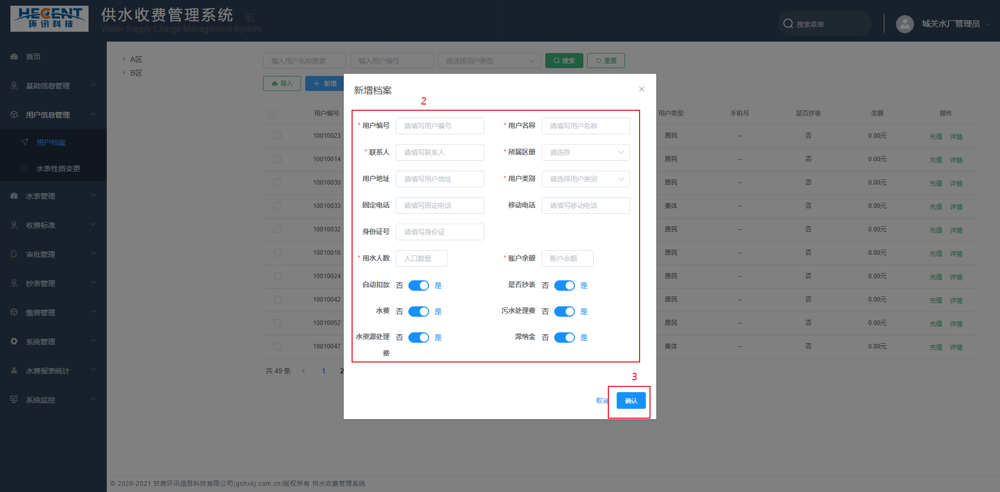 HECENT
环讯科技
供水收费管理系统
Water Supply Charge Management System
搜索菜单
城关水厂管理员
首页
基础信息管理
用户信息管理
用户档案
水表性质变更
水表管理
收费标准
审批管理
抄表管理
缴费管理
系统管理
水费报表统计
系统监控
A区
B区
输入用户名称搜索 输入用户编号 请选择用户类型 搜索 重置
导入 新增
用户编号 用户类型 手机号 是否抄表 余额 操作
10010023 居民 -- 否 0.00元 充值 详情
10010014 居民 -- 否 0.00元 充值 详情
10010030 居民 -- 否 0.00元 充值 详情
10010033 集体 -- 否 0.00元 充值 详情
10010032 居民 -- 否 0.00元 充值 详情
10010016 居民 -- 否 0.00元 充值 详情
10010024 居民 -- 否 0.00元 充值 详情
10010042 居民 -- 否 0.00元 充值 详情
10010052 居民 -- 否 0.00元 充值 详情
10010047 集体 -- 否 0.00元 充值 详情
共 49 条 1 2
新增档案
2
* 用户编号 请填写用户编号 * 用户名称 请填写用户名称
* 联系人 请填写联系人 * 所属区册 请选择
用户地址 请填写用户地址 * 用户类别 请选择用户类别
固定电话 请填写固定电话 移动电话 请填写移动电话
身份证号 请填写身份证
* 用水人数 人口数量 * 账户余额 账户余额
自动扣款 否 是 是否抄表 否 是
水费 否 是 污水处理费 否 是
水资源处理费 否 是 滞纳金 否 是
3
取消 确认
© 2020-2021 甘肃环讯信息科技有限公司(gshxkj.com.cn)版权所有 供水收费管理系统 ·